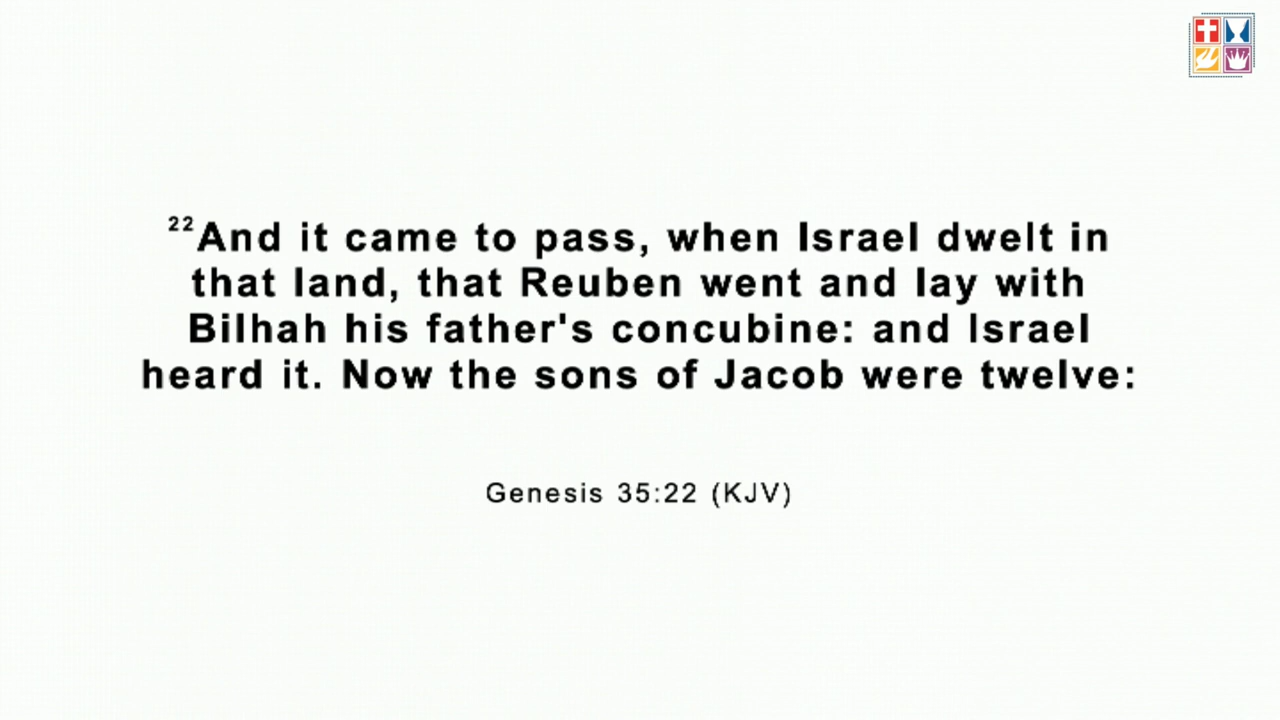 22And it came to pass, when Israel dwelt in
that land, that Reuben went and lay with
Bilhah his father's concubine: and Israel
heard it. Now the sons of Jacob were twelve:
Genesis 35:22 (KJV)